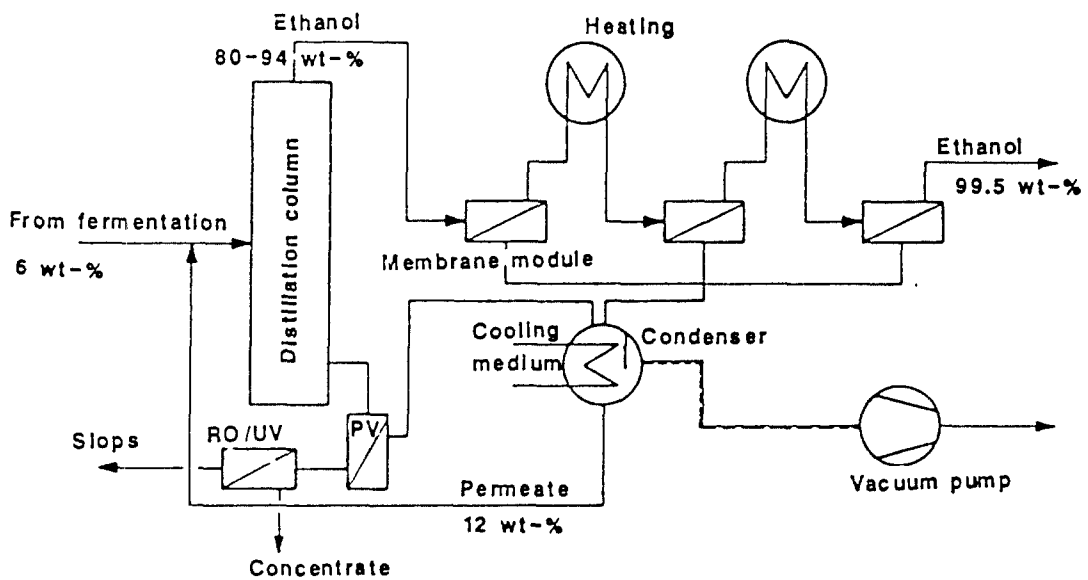 Ethanol
80-94 wt-%
Heating
Distillation column
Ethanol
99.5 wt-%
From fermentation
6 wt-%
Membrane module
Cooling
medium
Condenser
PV
RO/UV
Slops
Permeate
12 wt-%
Vacuum pump
Concentrate